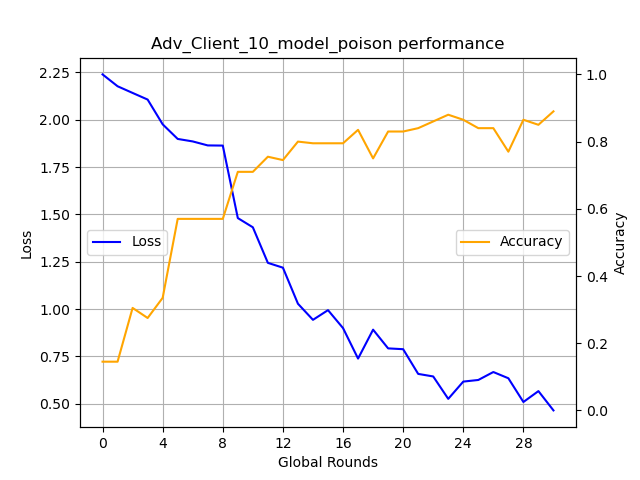 Adv_Client_10_model_poison performance
2.25
2.00
1.75
1.50
1.25
1.00
0.75
0.50
Loss
Loss
Accuracy
1.0
0.8
0.6
0.4
0.2
0.0
Accuracy
0 4 8 12 16 20 24 28
Global Rounds